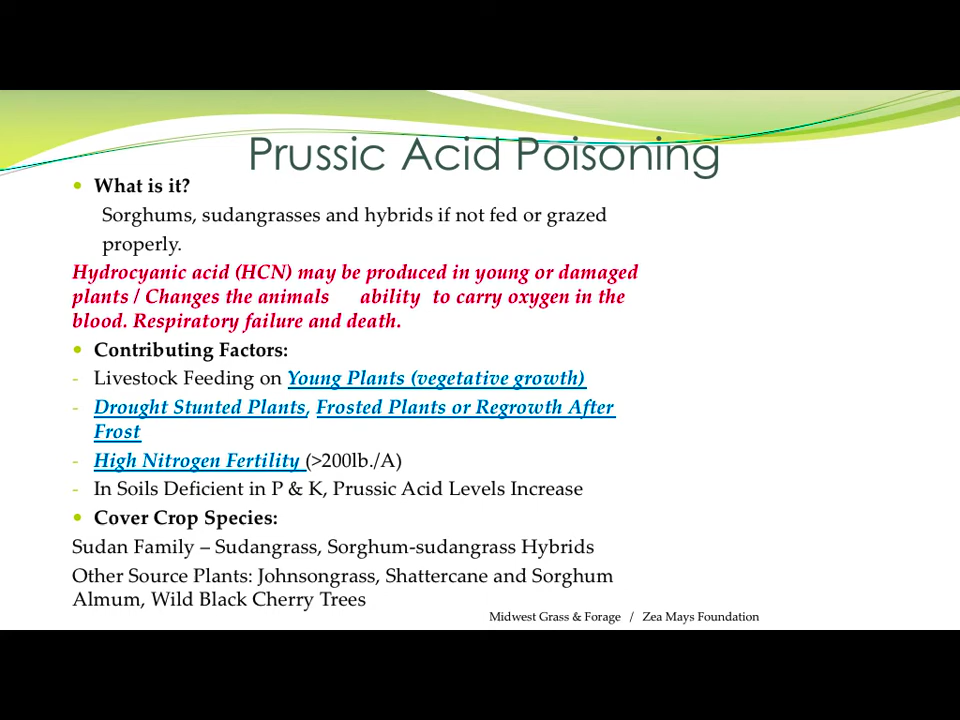 Prussic Acid Poisoning
• What is it?
Sorghums, sudangrasses and hybrids if not fed or grazed
properly.
Hydrocyanic acid (HCN) may be produced in young or damaged
plants / Changes the animals ability to carry oxygen in the
blood. Respiratory failure and death.
• Contributing Factors:
- Livestock Feeding on Young Plants (vegetative growth)
- Drought Stunted Plants, Frosted Plants or Regrowth After
Frost
- High Nitrogen Fertility (>200lb./A)
- In Soils Deficient in P & K, Prussic Acid Levels Increase
• Cover Crop Species:
Sudan Family – Sudangrass, Sorghum-sudangrass Hybrids
Other Source Plants: Johnsongrass, Shattercane and Sorghum
Almum, Wild Black Cherry Trees
Midwest Grass & Forage / Zea Mays Foundation